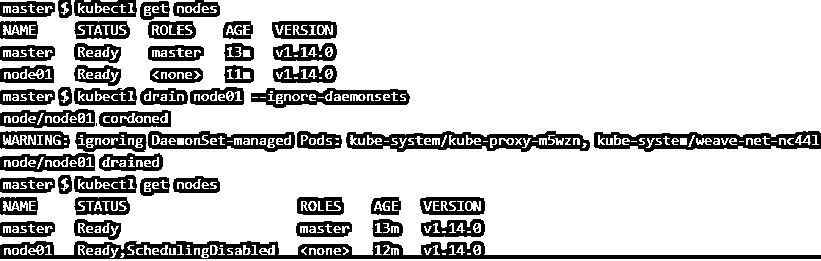 master $ kubectl get nodes
NAME STATUS ROLES AGE VERSION
master Ready master 13m v1.14.0
node01 Ready <none> 11m v1.14.0
master $ kubectl drain node01 --ignore-daemonsets
node/node01 cordoned
WARNING: ignoring DaemonSet-managed Pods: kube-system/kube-proxy-m5wzn, kube-system/weave-net-nc44l
node/node01 drained
master $ kubectl get nodes
NAME STATUS ROLES AGE VERSION
master Ready master 13m v1.14.0
node01 Ready,SchedulingDisabled <none> 12m v1.14.0